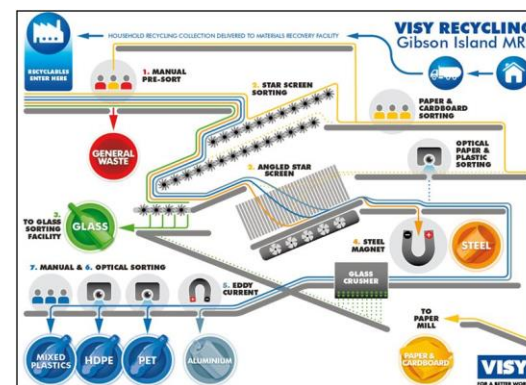 HOUSEHOLD RECYCLING COLLECTION DELIVERED TO MATERIALS RECOVERY FACILITY
VISY RECYCLING
Gibson Island MR
RECYCLABLES
ENTER HERE
1. MANUAL
PRE-SORT
2. STAR SCREEN
SORTING
PAPER &
CARDBOARD
SORTING
GENERAL
WASTE
OPTICAL
PAPER &
PLASTIC
SORTING
3. ANGLED STAR
SCREEN
3.
TO GLASS
SORTING
FACILITY
GLASS
4. STEEL
MAGNET
STEEL
7. MANUAL & 6. OPTICAL SORTING
5. EDDY
CURRENT
GLASS
CRUSHER
TO
PAPER
MILL
MIXED
PLASTICS
HDPE
PET
ALUMINIUM
PAPER &
CARDBOARD
VISY
FOR A BETTER WOR